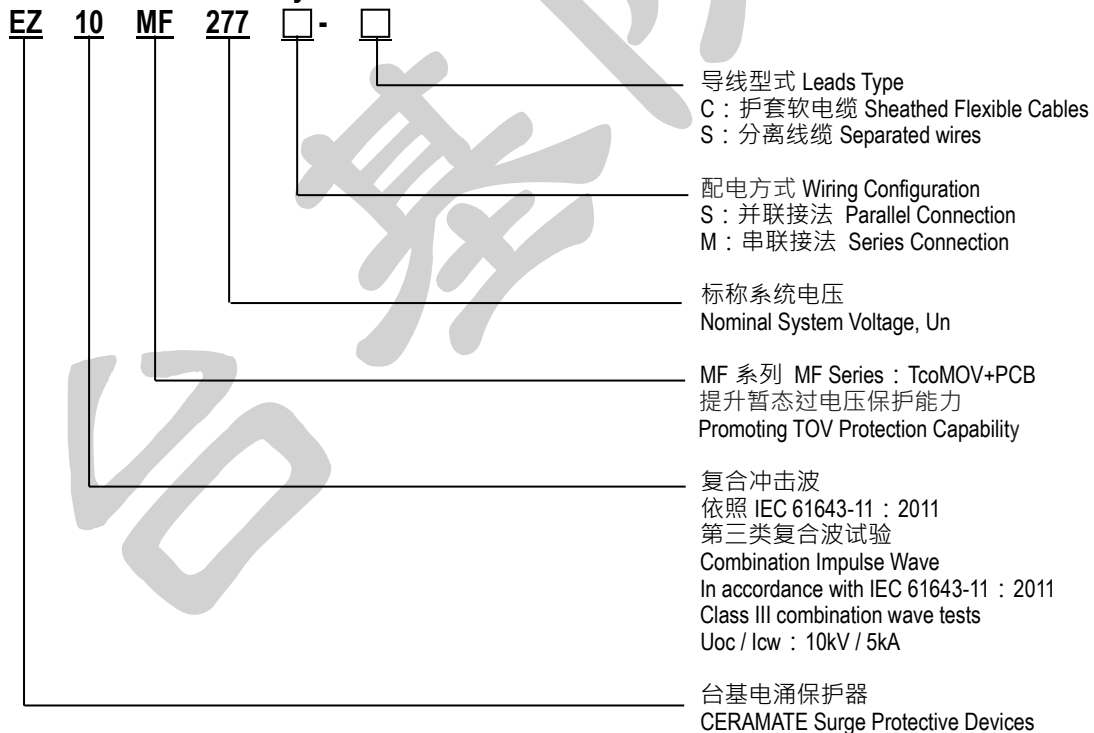 EZ 10 MF 277 □ - □
导线型式 Leads Type
C：护套软电缆 Sheathed Flexible Cables
S：分离线缆 Separated wires
配电方式 Wiring Configuration
S：并联接法 Parallel Connection
M：串联接法 Series Connection
标称系统电压
Nominal System Voltage, Un
MF 系列 MF Series：TcoMOV+PCB
提升暂态过电压保护能力
Promoting TOV Protection Capability
复合冲击波
依照 IEC 61643-11：2011
第三类复合波试验
Combination Impulse Wave
In accordance with IEC 61643-11：2011
Class III combination wave tests
Uoc / Icw：10kV / 5kA
台基电涌保护器
CERAMATE Surge Protective Devices
台基